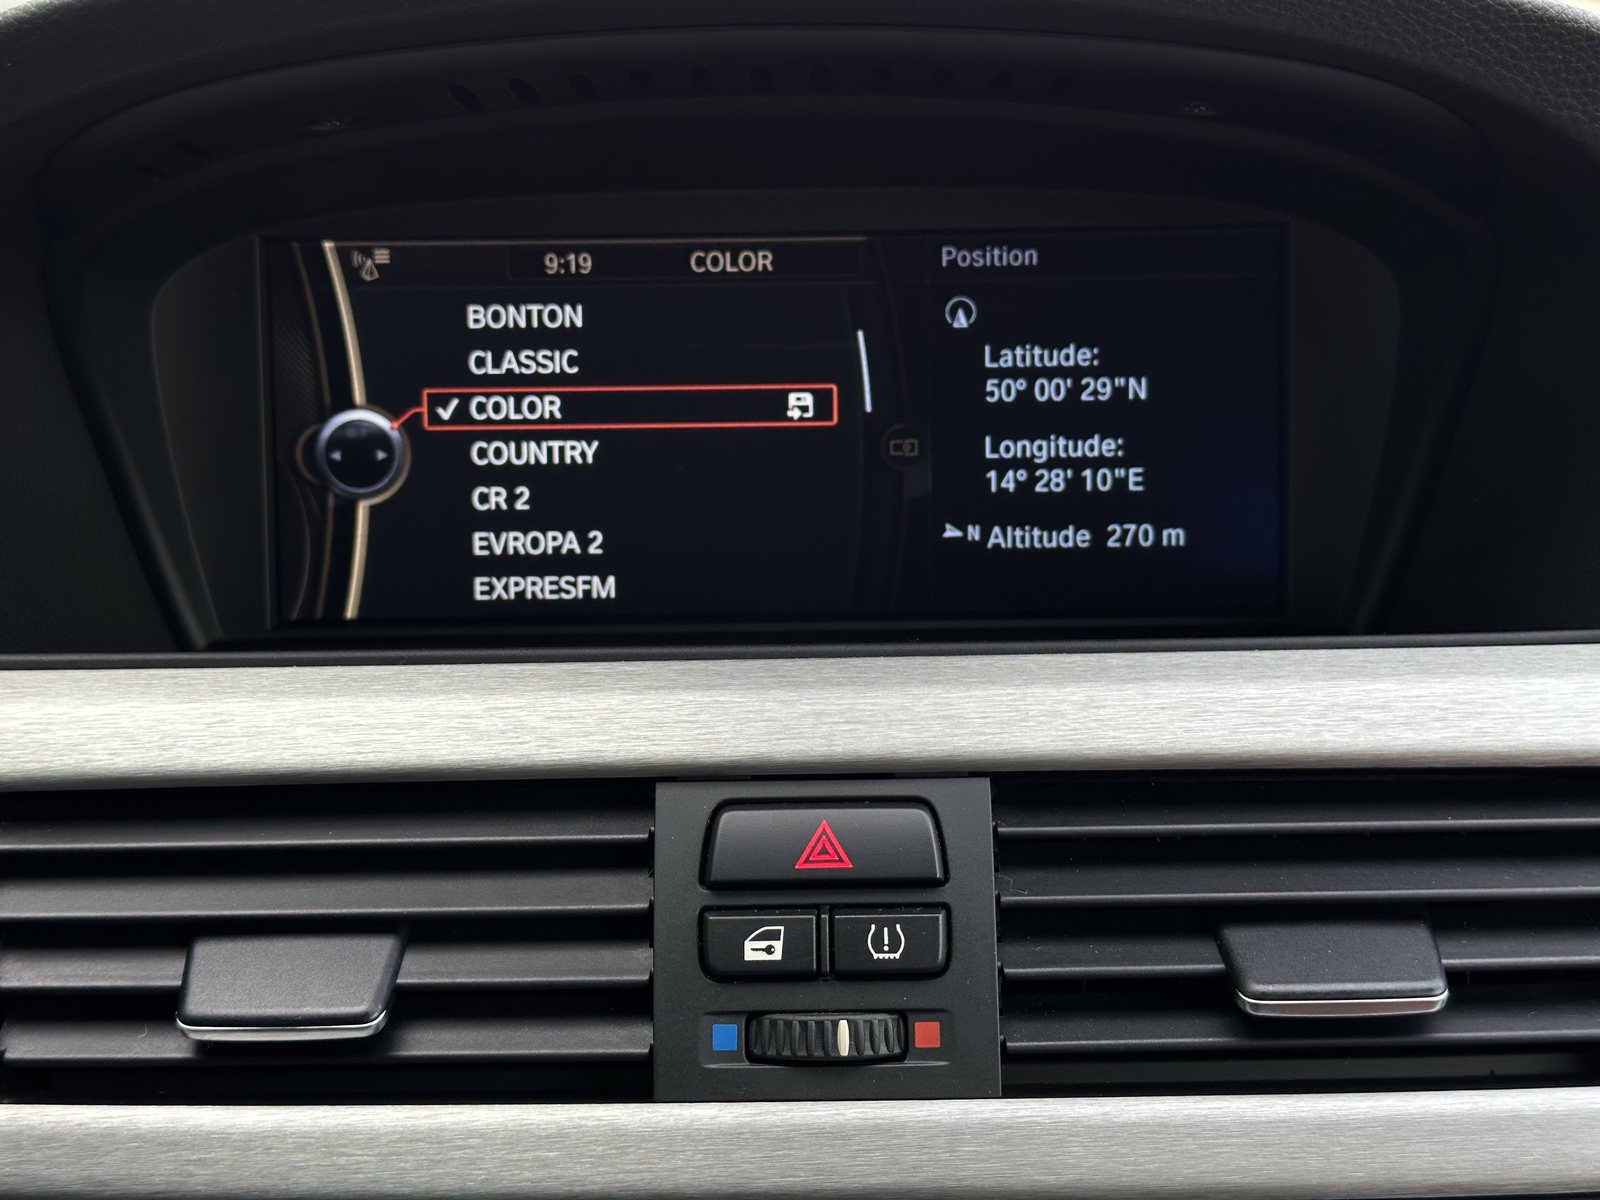 9:19 COLOR
BONTON
CLASSIC
COLOR
COUNTRY
CR 2
EVROPA 2
EXPRESFM
Position
Latitude:
50° 00' 29"N
Longitude:
14° 28' 10"E
N Altitude 270 m